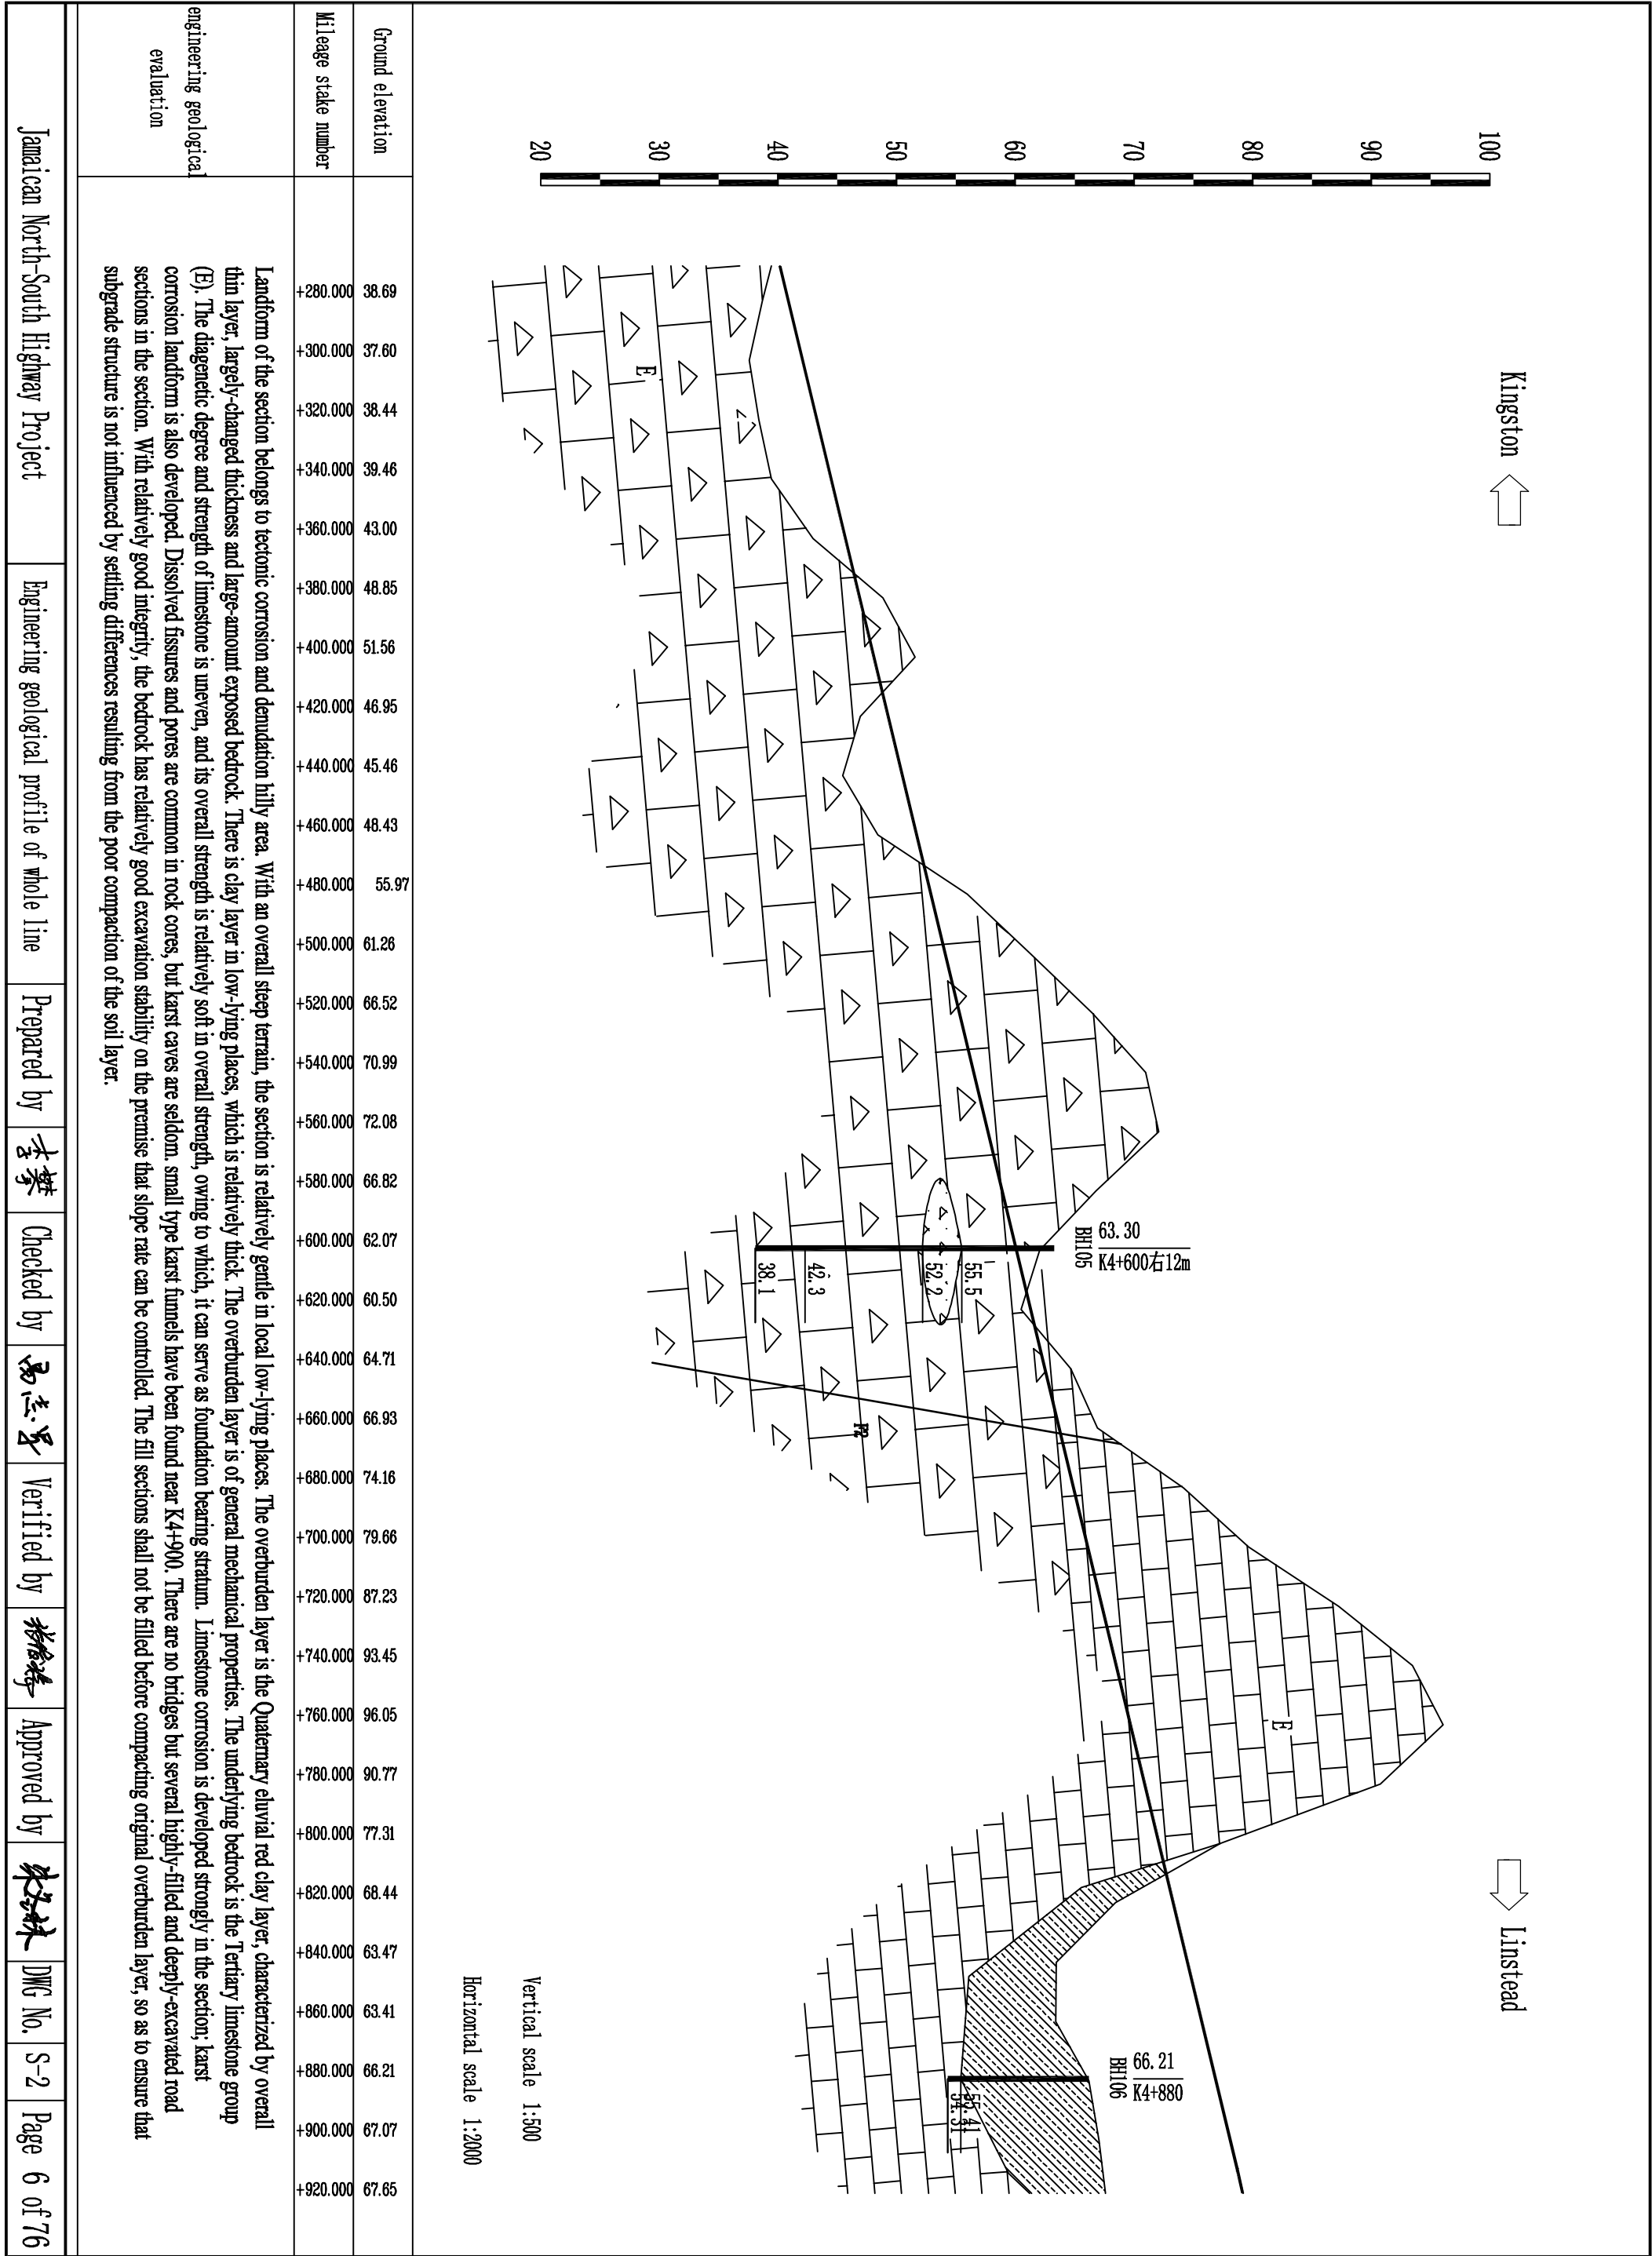 Kingston
Linstead
100
90
80
70
60
50
40
30
20
E
E
F2
BH105
63.30
K4+600右12m
55.5
52.2
42.3
38.1
BH106
66.21
K4+880
55.41
54.31
Vertical scale 1:500
Horizontal scale 1:2000
Ground elevation
38.69 37.60 38.44 39.46 43.00 48.85 51.56 46.95 45.46 48.43 55.97 61.26 66.52 70.99 72.08 66.82 62.07 60.50 64.71 66.93 74.16 79.66 87.23 93.45 96.05 90.77 77.31 68.44 63.47 63.41 66.21 67.07 67.65
Mileage stake number
+280.000 +300.000 +320.000 +340.000 +360.000 +380.000 +400.000 +420.000 +440.000 +460.000 +480.000 +500.000 +520.000 +540.000 +560.000 +580.000 +600.000 +620.000 +640.000 +660.000 +680.000 +700.000 +720.000 +740.000 +760.000 +780.000 +800.000 +820.000 +840.000 +860.000 +880.000 +900.000 +920.000
engineering geological
evaluation
Landform of the section belongs to tectonic corrosion and denudation hilly area. With an overall steep terrain, the section is relatively gentle in local low-lying places. The overburden layer is the Quaternary eluvial red clay layer, characterized by overall
thin layer, largely-changed thickness and large-amount exposed bedrock. There is clay layer in low-lying places, which is relatively thick. The overburden layer is of general mechanical properties. The underlying bedrock is the Tertiary limestone group
(E). The diagenetic degree and strength of limestone is uneven, and its overall strength is relatively soft in overall strength, owing to which, it can serve as foundation bearing stratum. Limestone corrosion is developed strongly in the section; karst
corrosion landform is also developed. Dissolved fissures and pores are common in rock cores, but karst caves are seldom. small type karst funnels have been found near K4+900. There are no bridges but several highly-filled and deeply-excavated road
sections in the section. With relatively good integrity, the bedrock has relatively good excavation stability on the premise that slope rate can be controlled. The fill sections shall not be filled before compacting original overburden layer, so as to ensure that
subgrade structure is not influenced by settling differences resulting from the poor compaction of the soil layer.
Jamaican North-South Highway Project
Engineering geological profile of whole line
Prepared by
Checked by
Verified by
Approved by
DWG No.
S-2
Page 6 of 76